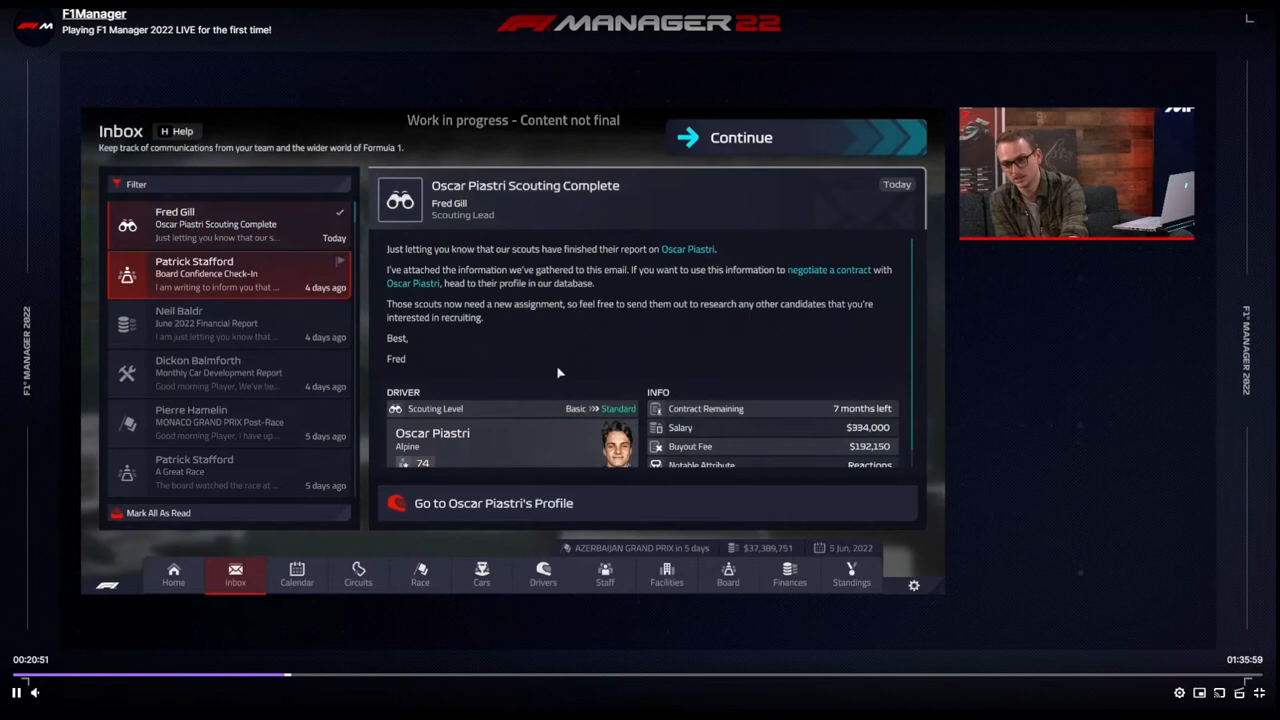 F1Manager
Playing F1 Manager 2022 LIVE for the first time!
F1 MANAGER 22
Work in progress - Content not final
Inbox
H Help
Keep track of communications from your team and the wider world of Formula 1.
Continue
Filter
Fred Gill
Oscar Piastri Scouting Complete
Just letting you know that our s...
Today
Patrick Stafford
Board Confidence Check-In
I am writing to inform you that ...
4 days ago
Neil Baldr
June 2022 Financial Report
I am just letting you know that ...
4 days ago
Dickon Balmforth
Monthly Car Development Report
Good morning Player, We've be...
4 days ago
Pierre Hamelin
MONACO GRAND PRIX Post-Race
Good morning Player, I have up...
5 days ago
Patrick Stafford
A Great Race
The board watched the race at ...
5 days ago
Mark All As Read
Oscar Piastri Scouting Complete
Fred Gill
Scouting Lead
Today
Just letting you know that our scouts have finished their report on Oscar Piastri.
I've attached the information we've gathered to this email. If you want to use this information to negotiate a contract with
Oscar Piastri, head to their profile in our database.
Those scouts now need a new assignment, so feel free to send them out to research any other candidates that you're
interested in recruiting.
Best,
Fred
DRIVER
Scouting Level
Basic >>> Standard
Oscar Piastri
Alpine
74
INFO
Contract Remaining
7 months left
Salary
$334,000
Buyout Fee
$192,150
Notable Attribute
Reactions
Go to Oscar Piastri's Profile
AZERBAIJAN GRAND PRIX in 5 days
$37,389,751
5 Jun, 2022
Home
Inbox
Calendar
Circuits
Race
Cars
Drivers
Staff
Facilities
Board
Finances
Standings
F1® MANAGER 2022
F1® MANAGER 2022
00:20:51
01:35:59